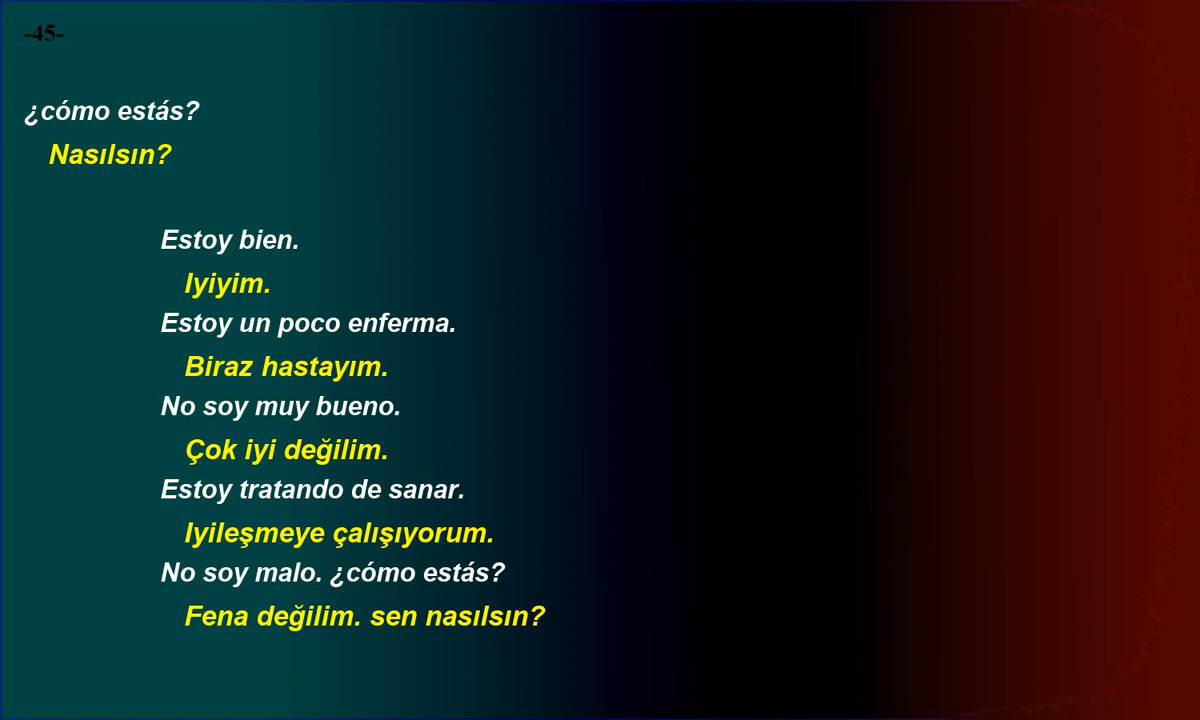 -45-
¿cómo estás?
Nasılsın?
Estoy bien.
Iyiyim.
Estoy un poco enferma.
Biraz hastayım.
No soy muy bueno.
Çok iyi değilim.
Estoy tratando de sanar.
Iyileşmeye çalışıyorum.
No soy malo. ¿cómo estás?
Fena değilim. sen nasılsın?